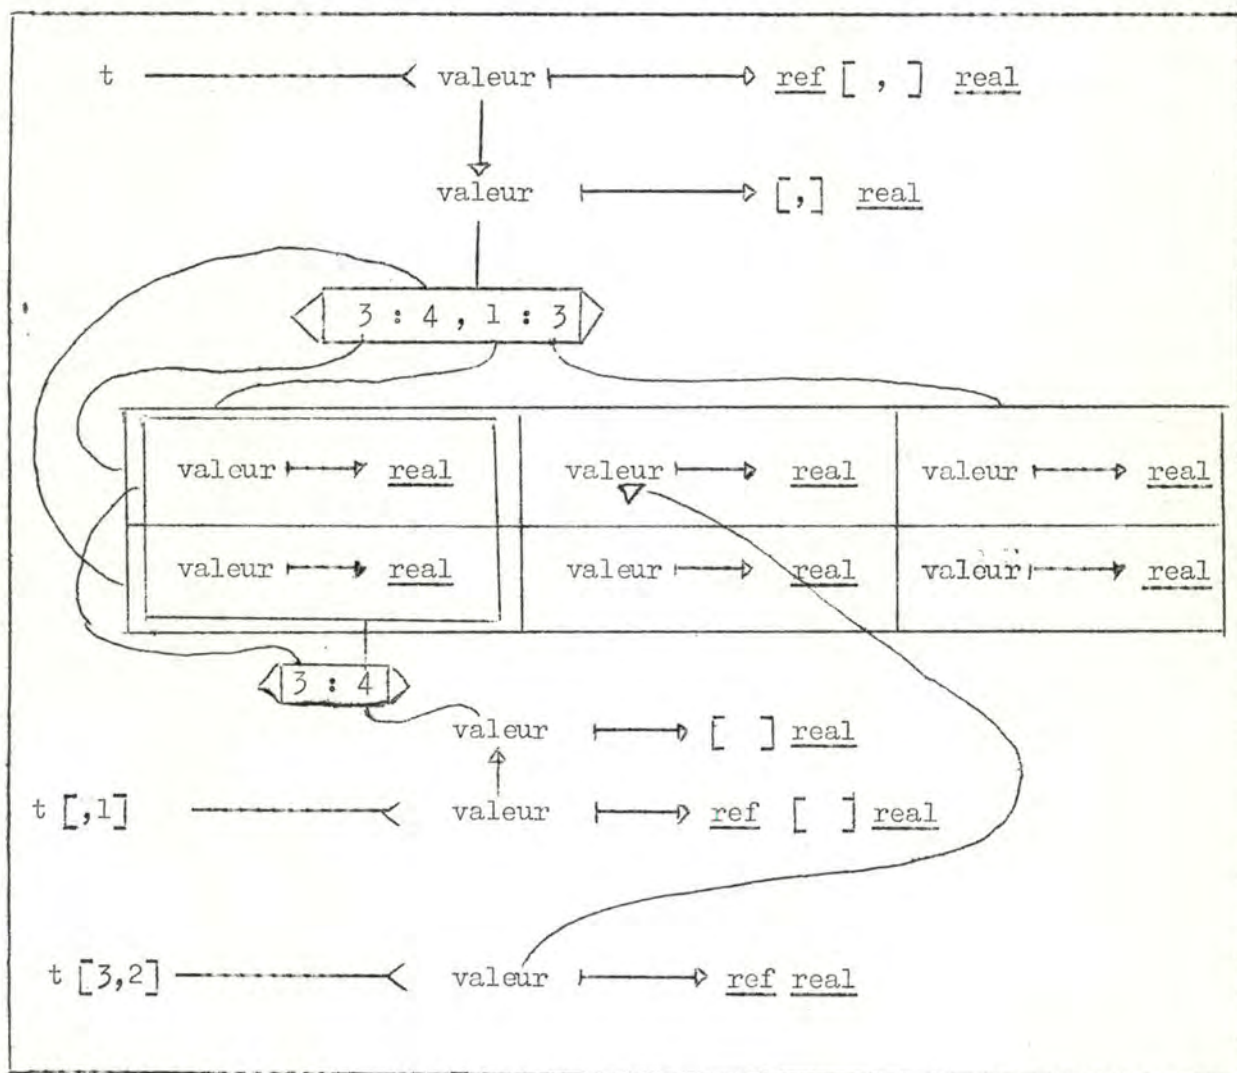 t valeur ref [ , ] real
valeur [,] real
3 : 4 , 1 : 3
valeur real valeur real valeur real
valeur real valeur real valeur real
3 : 4
valeur [ ] real
t [,1] valeur ref [ ] real
t [3,2] valeur ref real